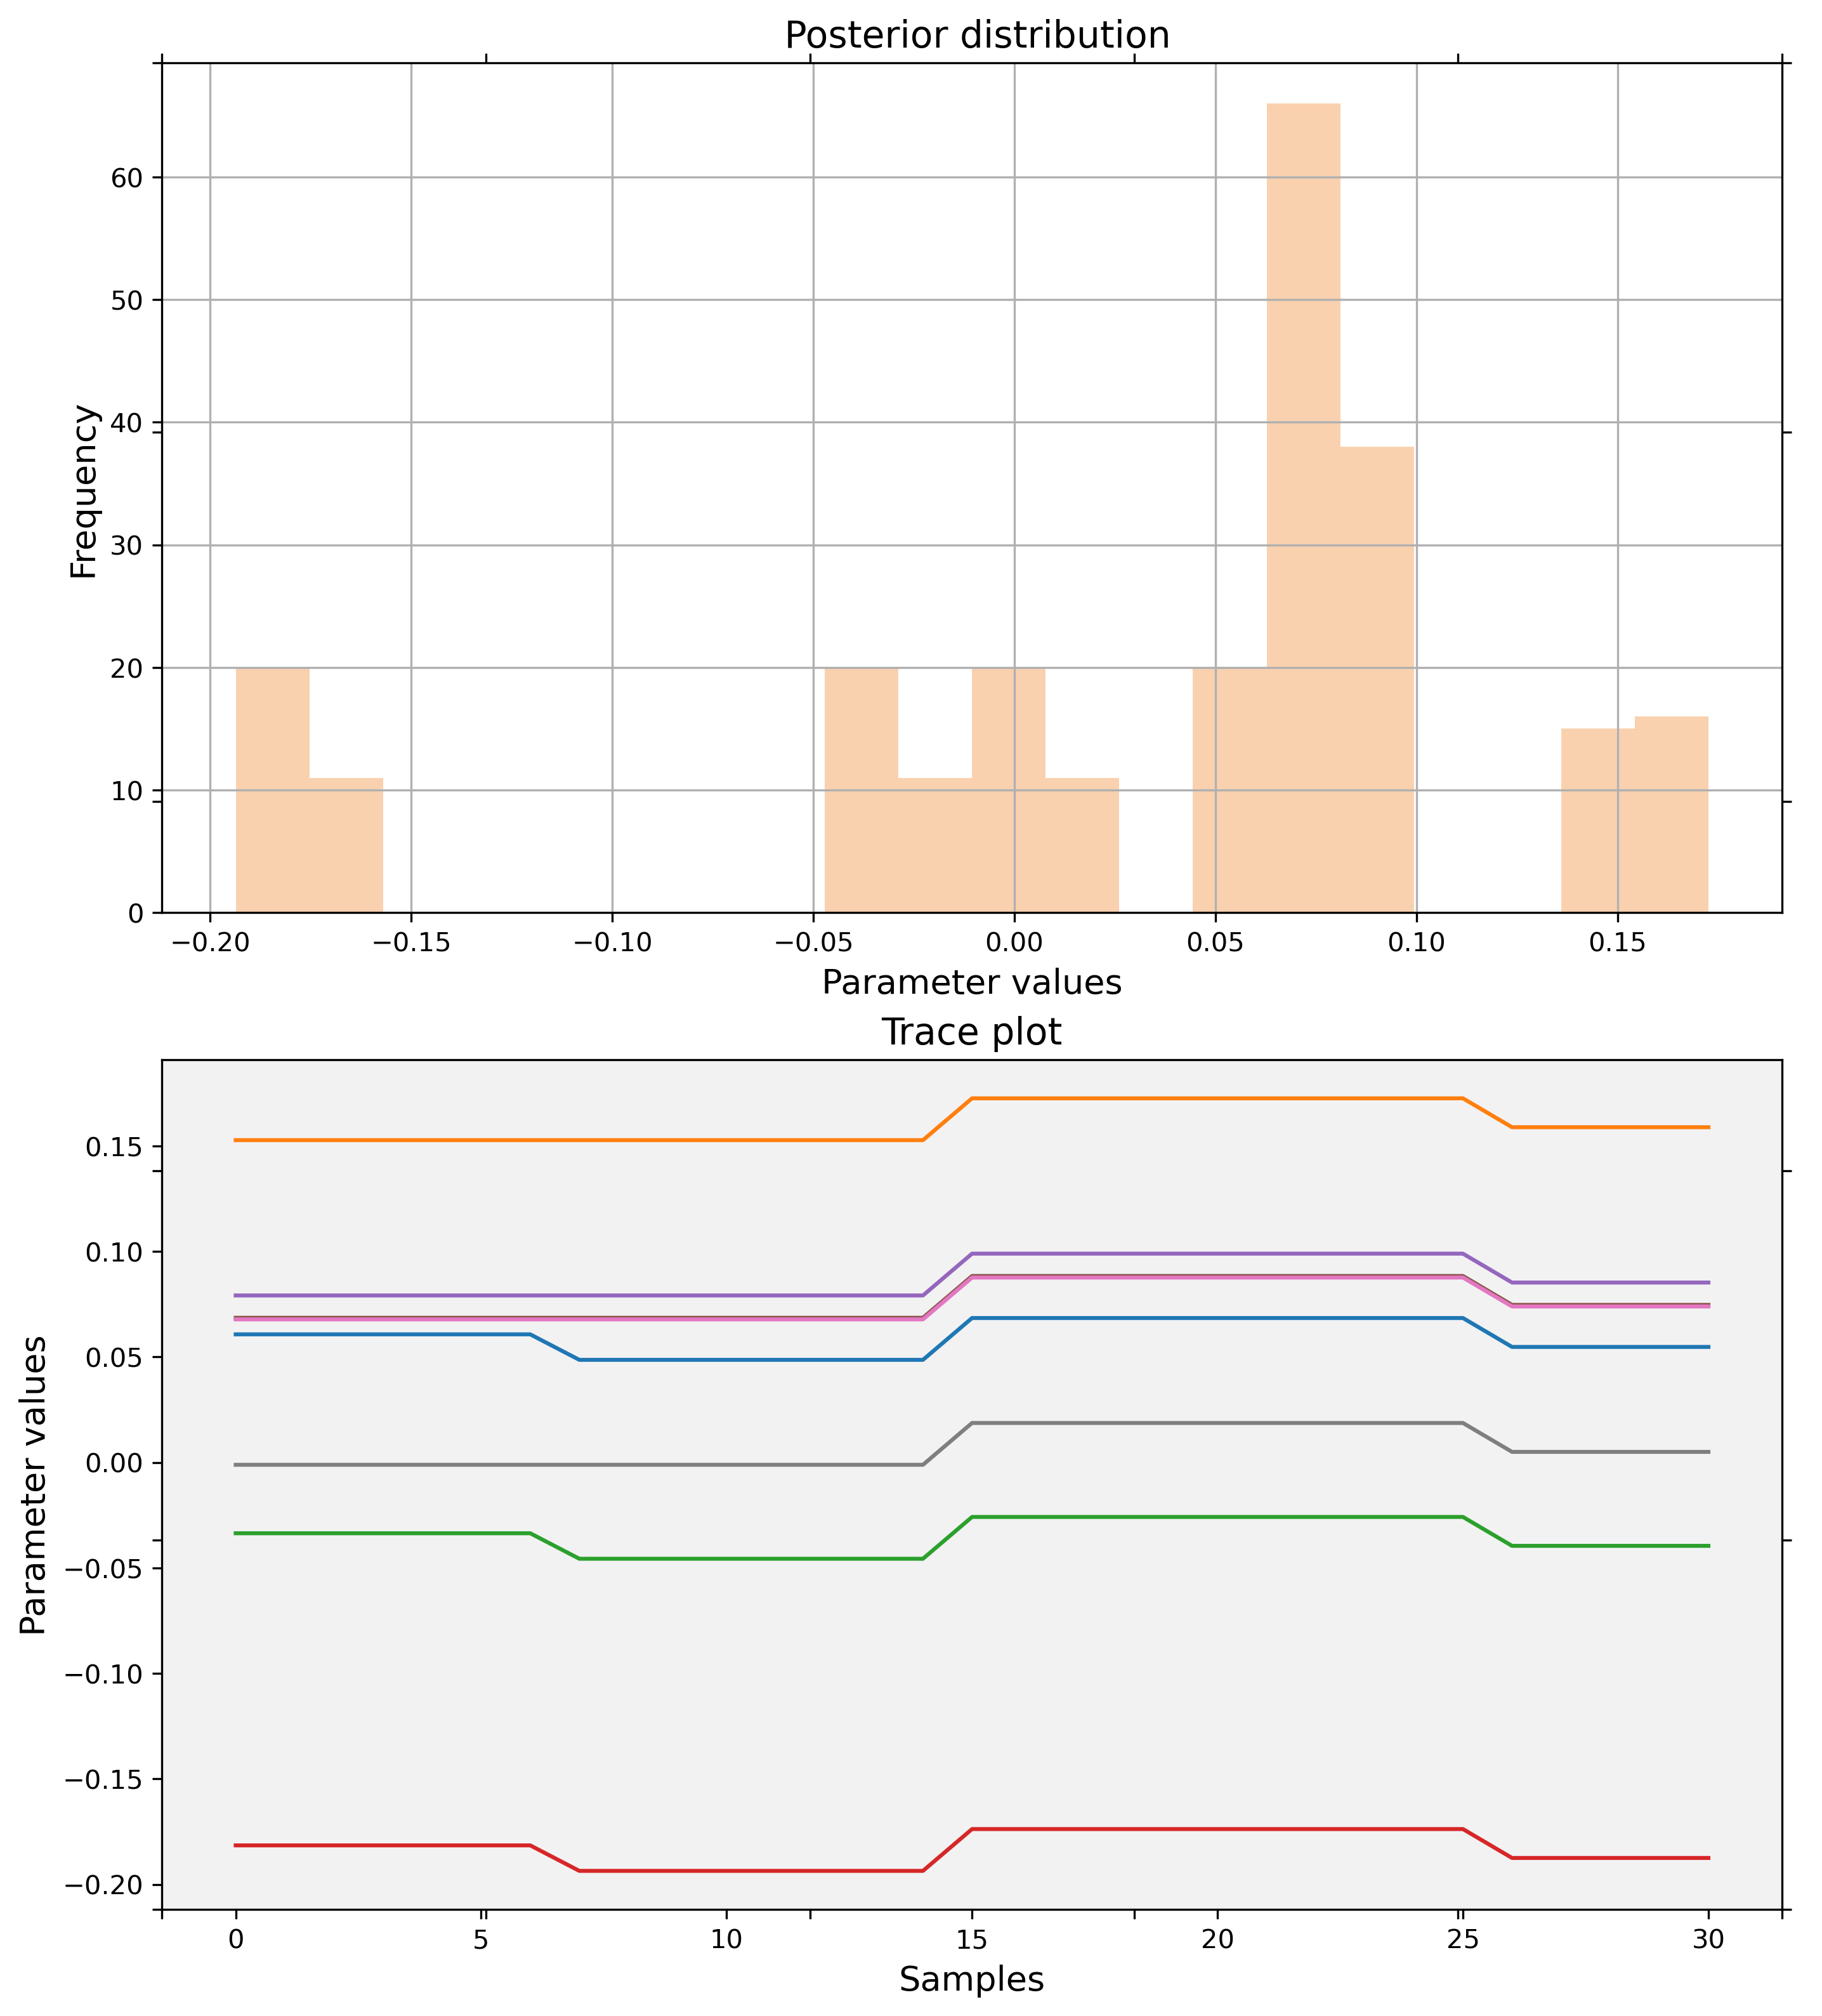 Posterior distribution
60
50
40
30
20
10
0
Frequency
−0.20 −0.15 −0.10 −0.05 0.00 0.05 0.10 0.15
Parameter values
Trace plot
0.15
0.10
0.05
0.00
−0.05
−0.10
−0.15
−0.20
Parameter values
0 5 10 15 20 25 30
Samples